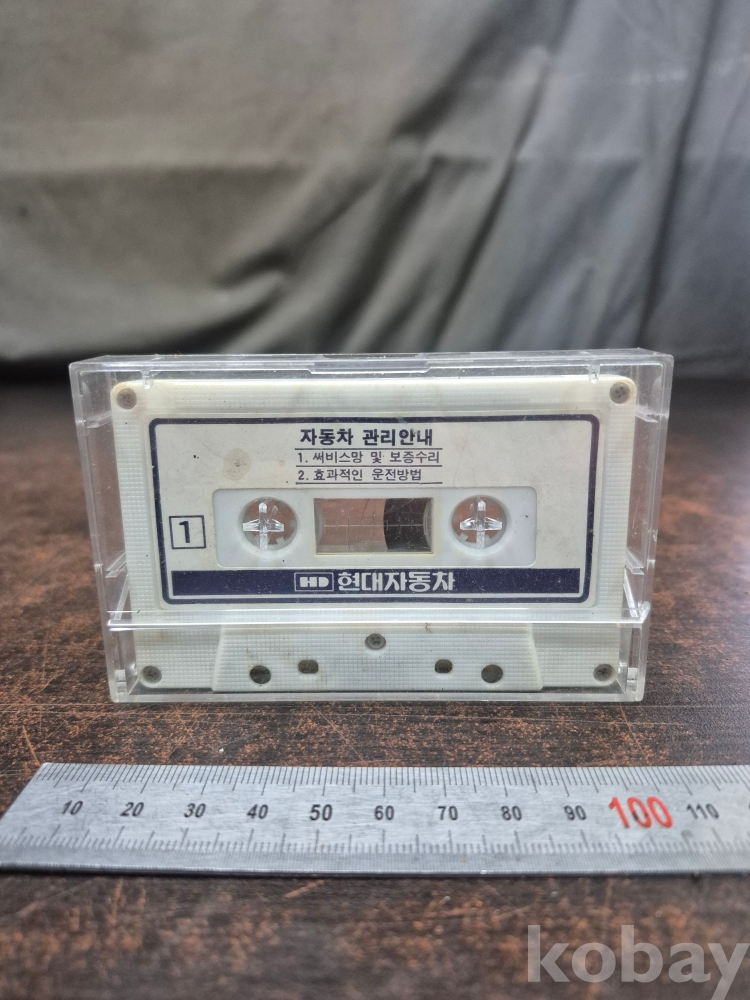 자동차 관리안내
1. 써비스망 및 보증수리
2. 효과적인 운전방법
1
HD 현대자동차
10 20 30 40 50 60 70 80 90 100 110
kobay